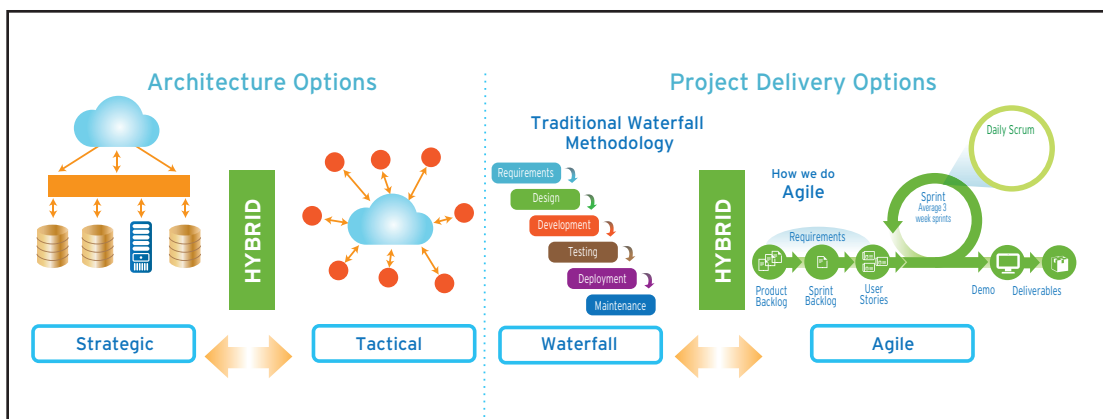 Architecture Options
HYBRID
Strategic
Tactical
Project Delivery Options
Traditional Waterfall
Methodology
Requirements
Design
Development
Testing
Deployment
Maintenance
HYBRID
How we do
Agile
Daily Scrum
Sprint
Average 3
week sprints
Requirements
Product
Backlog
Sprint
Backlog
User
Stories
Demo
Deliverables
Waterfall
Agile